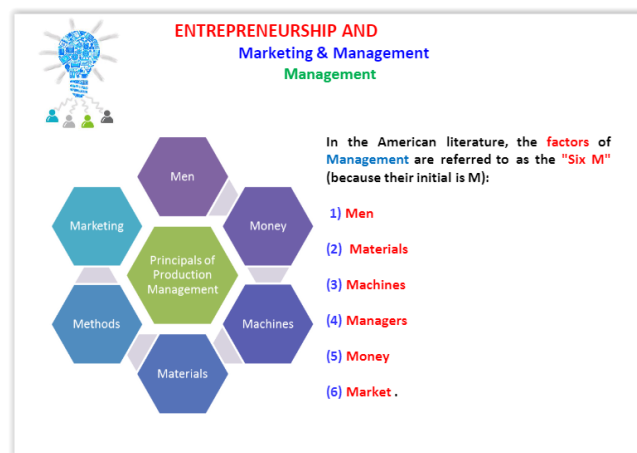 ENTREPRENEURSHIP AND
Marketing & Management
Management
Men
Marketing
Money
Principals of
Production
Management
Methods
Machines
Materials
In the American literature, the factors of
Management are referred to as the "Six M"
(because their initial is M):
1) Men
(2) Materials
(3) Machines
(4) Managers
(5) Money
(6) Market .